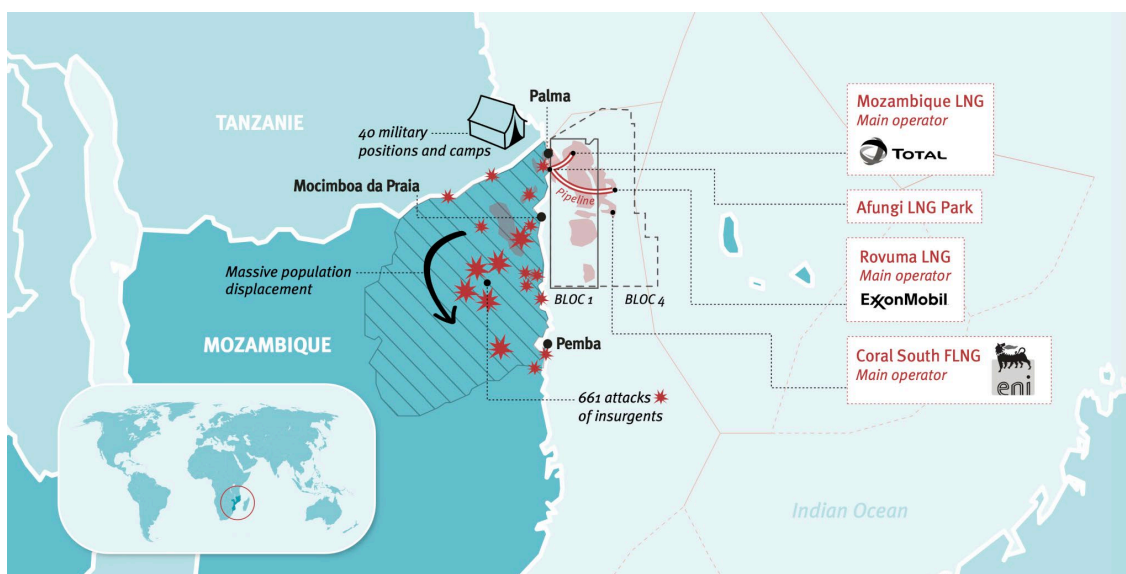 TANZANIE
40 military
positions and camps
Palma
Mocimboa da Praia
Pipeline
Massive population
displacement
BLOC 1
BLOC 4
MOZAMBIQUE
Pemba
661 attacks
of insurgents
Mozambique LNG
Main operator
TOTAL
Afungi LNG Park
Rovuma LNG
Main operator
ExxonMobil
Coral South FLNG
Main operator
eni
Indian Ocean